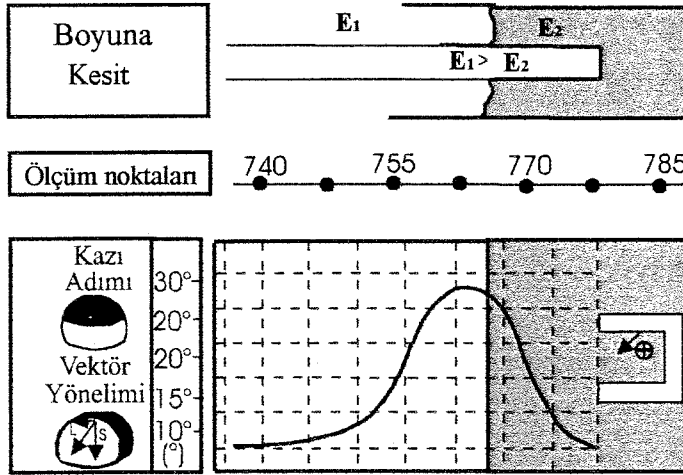 Boyuna
Kesit
E1
E2
E1> E2
Ölçüm noktaları
740
755
770
785
Kazı
Adımı
Vektör
Yönelimi
L
S
30°
20°
20°
15°
10°
(°)